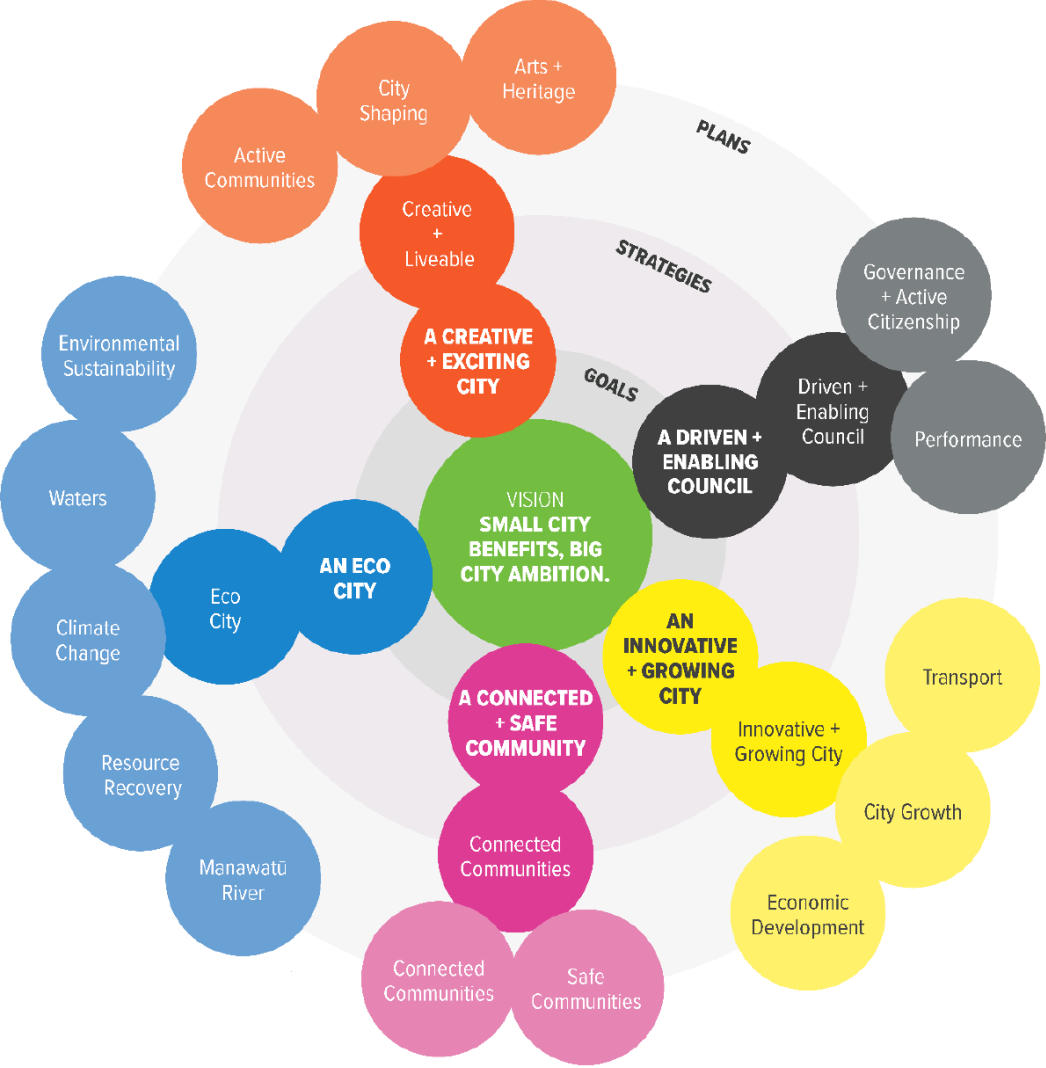 Arts +
Heritage
City
Shaping
Active
Communities
PLANS
Creative
+
Liveable
STRATEGIES
Governance
+ Active
Citizenship
A CREATIVE
+ EXCITING
CITY
GOALS
Environmental
Sustainability
Driven +
Enabling
Council
Performance
A DRIVEN +
ENABLING
COUNCIL
Waters
VISION
SMALL CITY
BENEFITS, BIG
CITY AMBITION.
AN ECO
CITY
Eco
City
Climate
Change
AN
INNOVATIVE
+ GROWING
CITY
Transport
A CONNECTED
+ SAFE
COMMUNITY
Innovative +
Growing City
Resource
Recovery
City Growth
Connected
Communities
Manawatū
River
Economic
Development
Connected
Communities
Safe
Communities